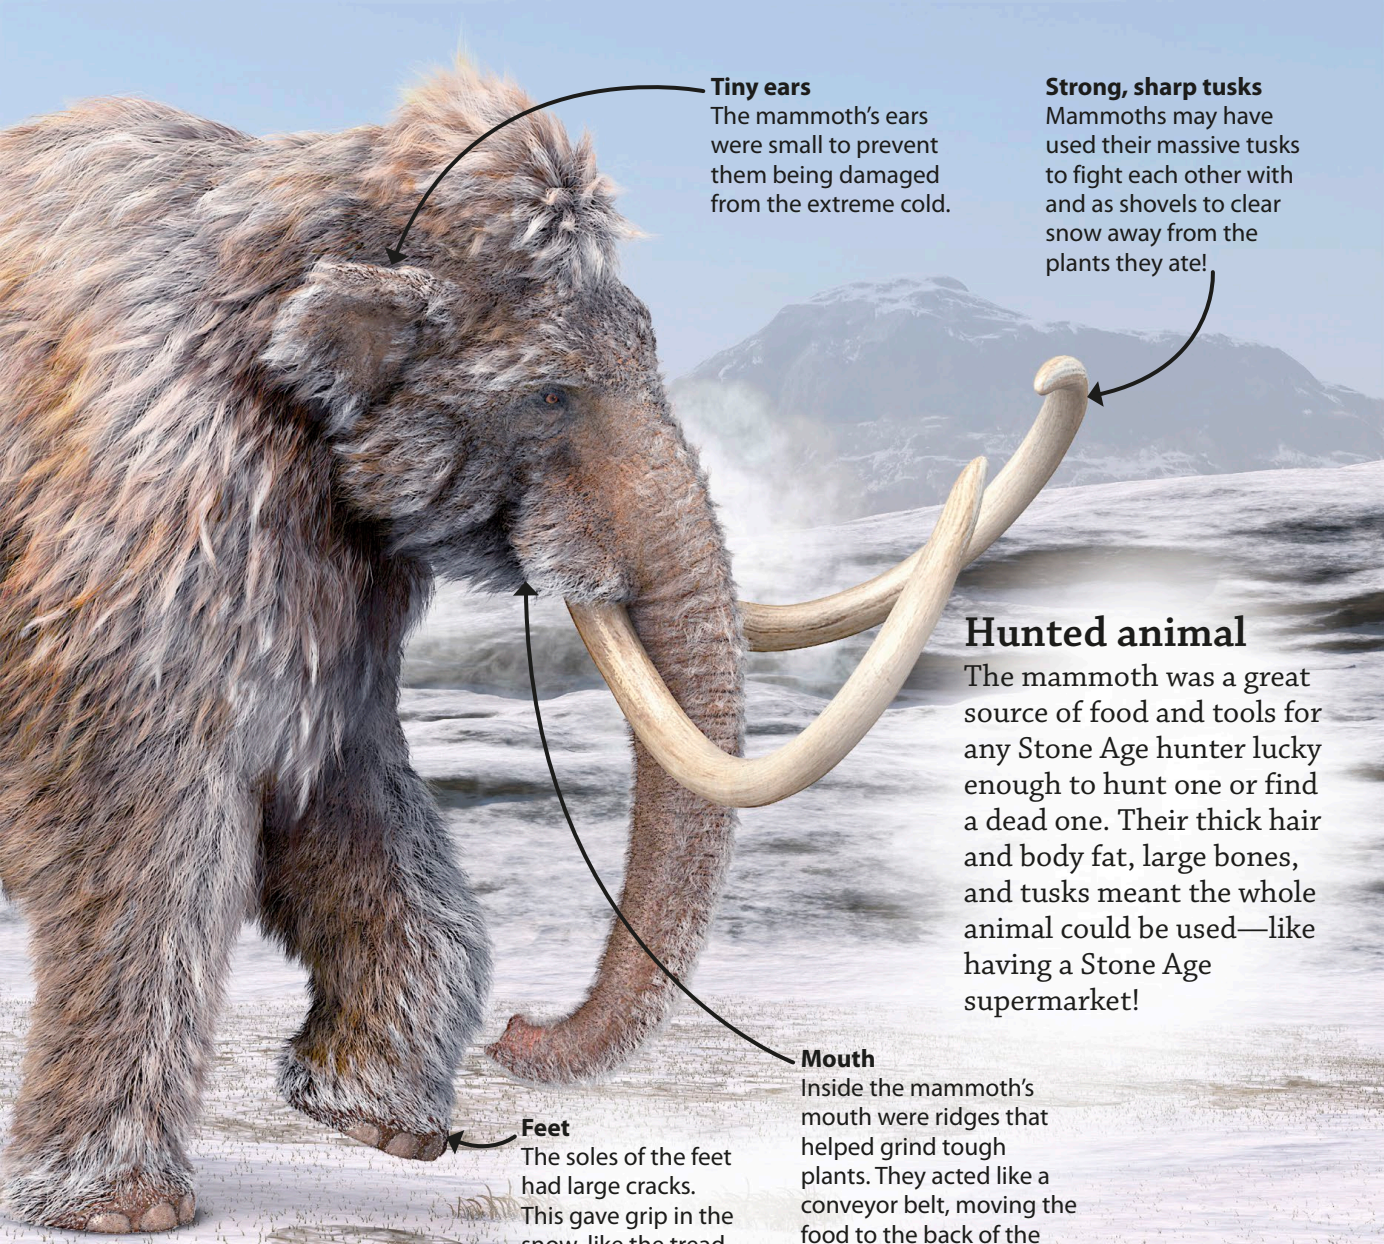 Tiny ears
The mammoth's ears
were small to prevent
them being damaged
from the extreme cold.
Strong, sharp tusks
Mammoths may have
used their massive tusks
to fight each other with
and as shovels to clear
snow away from the
plants they ate!
Hunted animal
The mammoth was a great
source of food and tools for
any Stone Age hunter lucky
enough to hunt one or find
a dead one. Their thick hair
and body fat, large bones,
and tusks meant the whole
animal could be used—like
having a Stone Age
supermarket!
Mouth
Inside the mammoth's
mouth were ridges that
helped grind tough
plants. They acted like a
conveyor belt, moving the
food to the back of the
Feet
The soles of the feet
had large cracks.
This gave grip in the
snow, like the tread